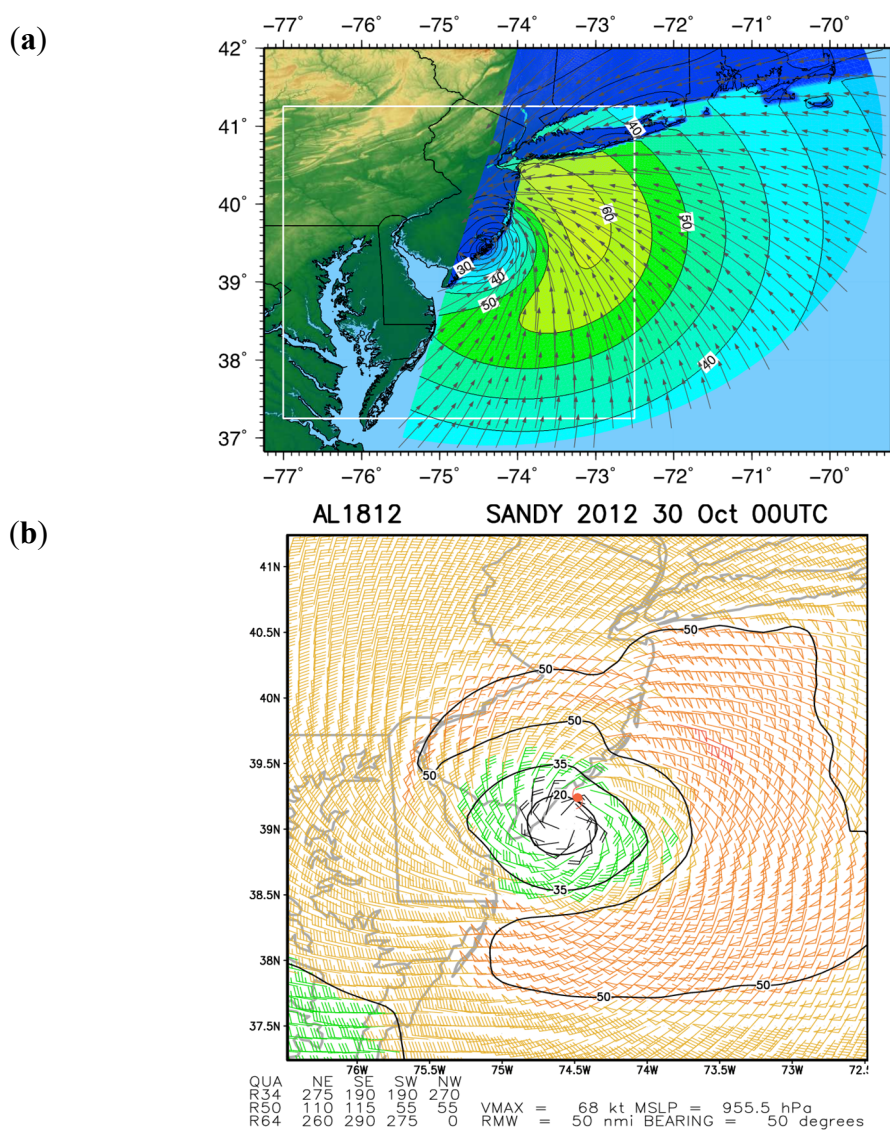 (a)
−77° −76° −75° −74° −73° −72° −71° −70°
42°
41°
40°
39°
38°
37°
40
60
50
30
40
50
40
−77° −76° −75° −74° −73° −72° −71° −70°
(b)
AL1812 SANDY 2012 30 Oct 00UTC
41N
40.5N
40N
39.5N
39N
38.5N
38N
37.5N
50
50
50
50
35
20
35
50
50
76W 75.5W 75W 74.5W 74W 73.5W 73W 72.5
QUA NE SE SW NW
R34 275 190 190 270
R50 110 115 55 55 VMAX = 68 kt MSLP = 955.5 hPa
R64 260 290 275 0 RMW = 50 nmi BEARING = 50 degrees